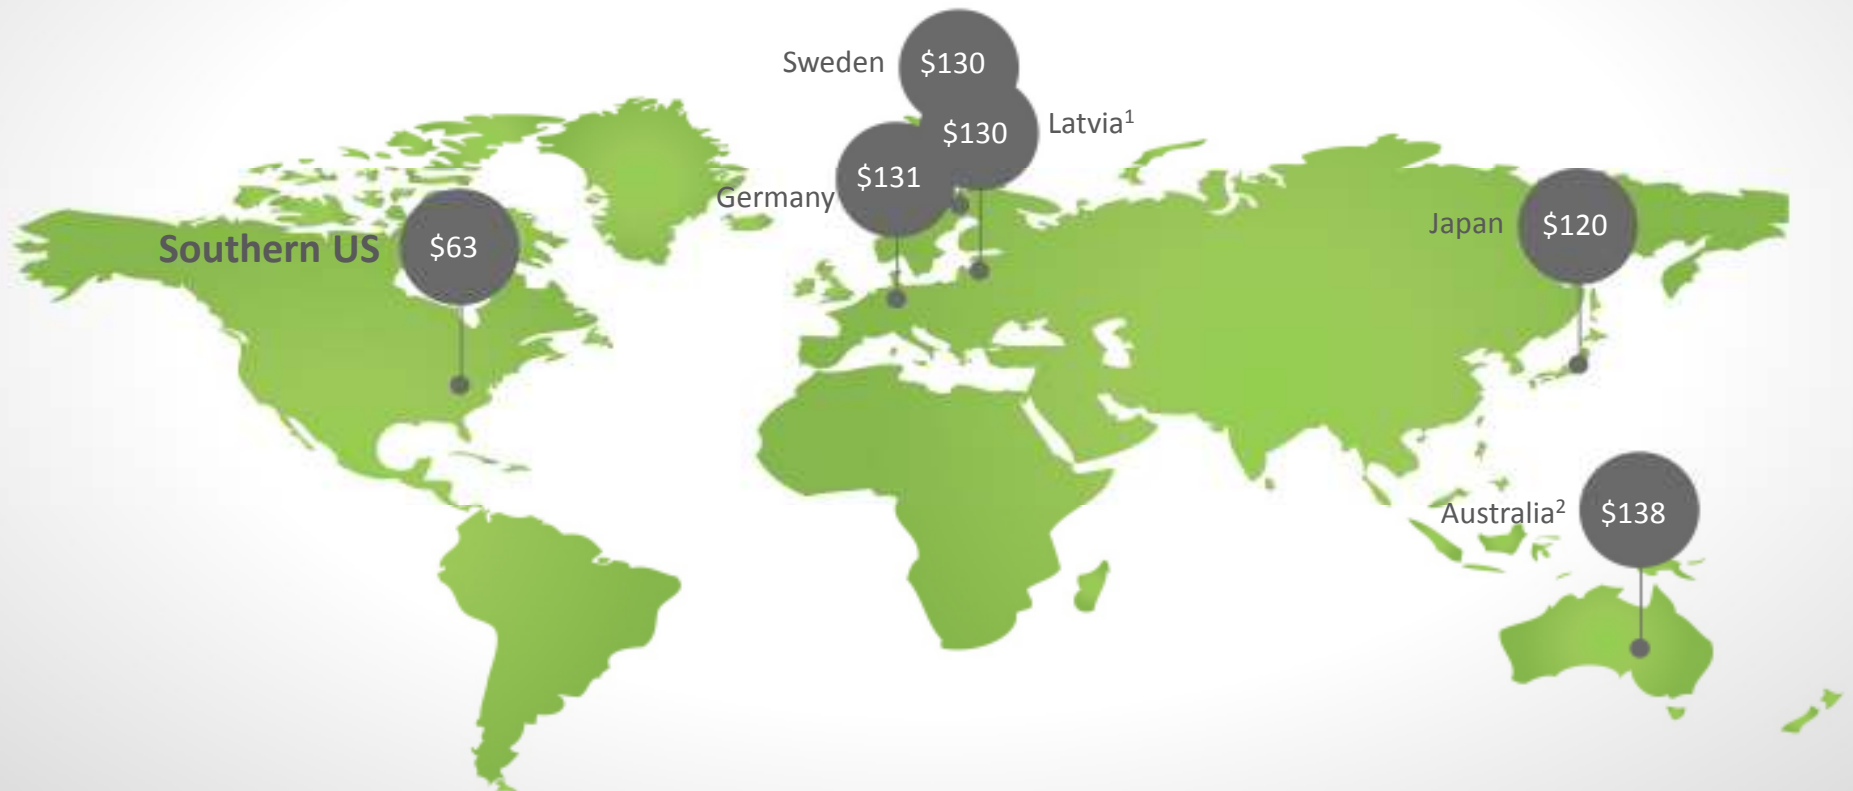 Sweden $130
$130 Latvia¹
Germany $131
Southern US $63
Japan $120
Australia² $138